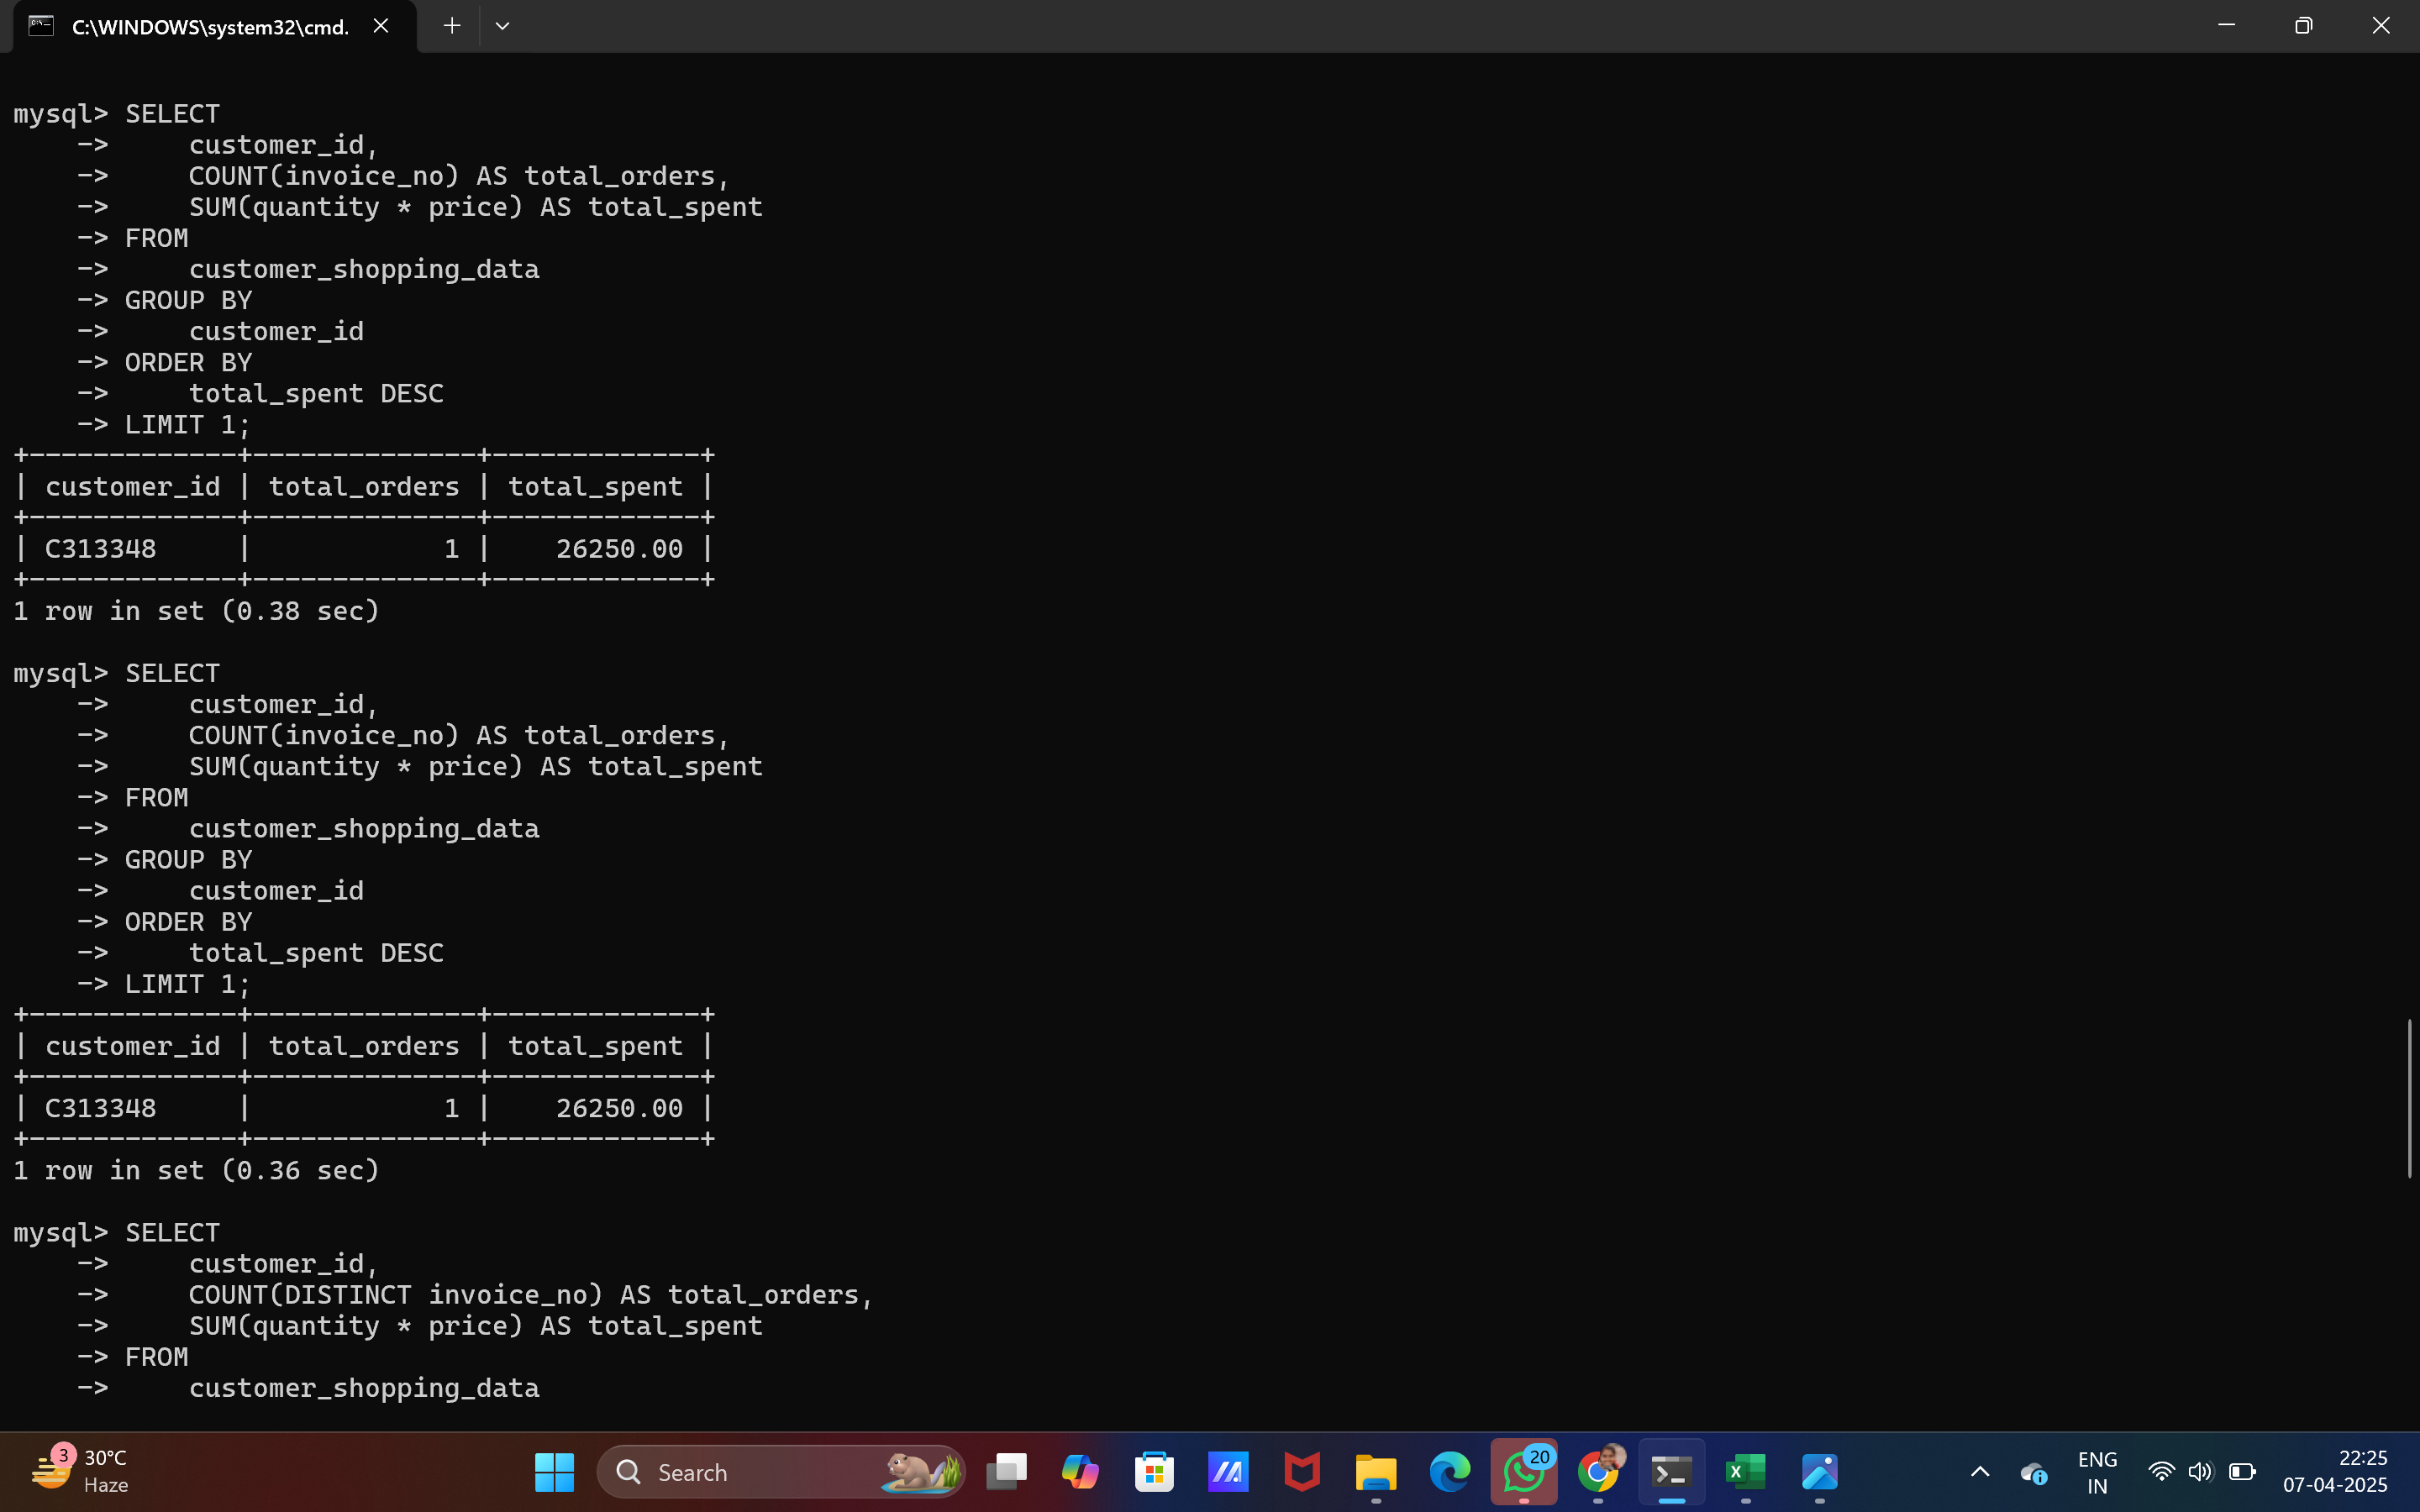 C:\WINDOWS\system32\cmd.
mysql> SELECT
    ->     customer_id,
    ->     COUNT(invoice_no) AS total_orders,
    ->     SUM(quantity * price) AS total_spent
    -> FROM
    ->     customer_shopping_data
    -> GROUP BY
    ->     customer_id
    -> ORDER BY
    ->     total_spent DESC
    -> LIMIT 1;
+-------------+--------------+-------------+
| customer_id | total_orders | total_spent |
+-------------+--------------+-------------+
| C313348     |            1 |    26250.00 |
+-------------+--------------+-------------+
1 row in set (0.38 sec)
mysql> SELECT
    ->     customer_id,
    ->     COUNT(invoice_no) AS total_orders,
    ->     SUM(quantity * price) AS total_spent
    -> FROM
    ->     customer_shopping_data
    -> GROUP BY
    ->     customer_id
    -> ORDER BY
    ->     total_spent DESC
    -> LIMIT 1;
+-------------+--------------+-------------+
| customer_id | total_orders | total_spent |
+-------------+--------------+-------------+
| C313348     |            1 |    26250.00 |
+-------------+--------------+-------------+
1 row in set (0.36 sec)
mysql> SELECT
    ->     customer_id,
    ->     COUNT(DISTINCT invoice_no) AS total_orders,
    ->     SUM(quantity * price) AS total_spent
    -> FROM
    ->     customer_shopping_data
3
30°C
Haze
Search
20
ENG
IN
22:25
07-04-2025